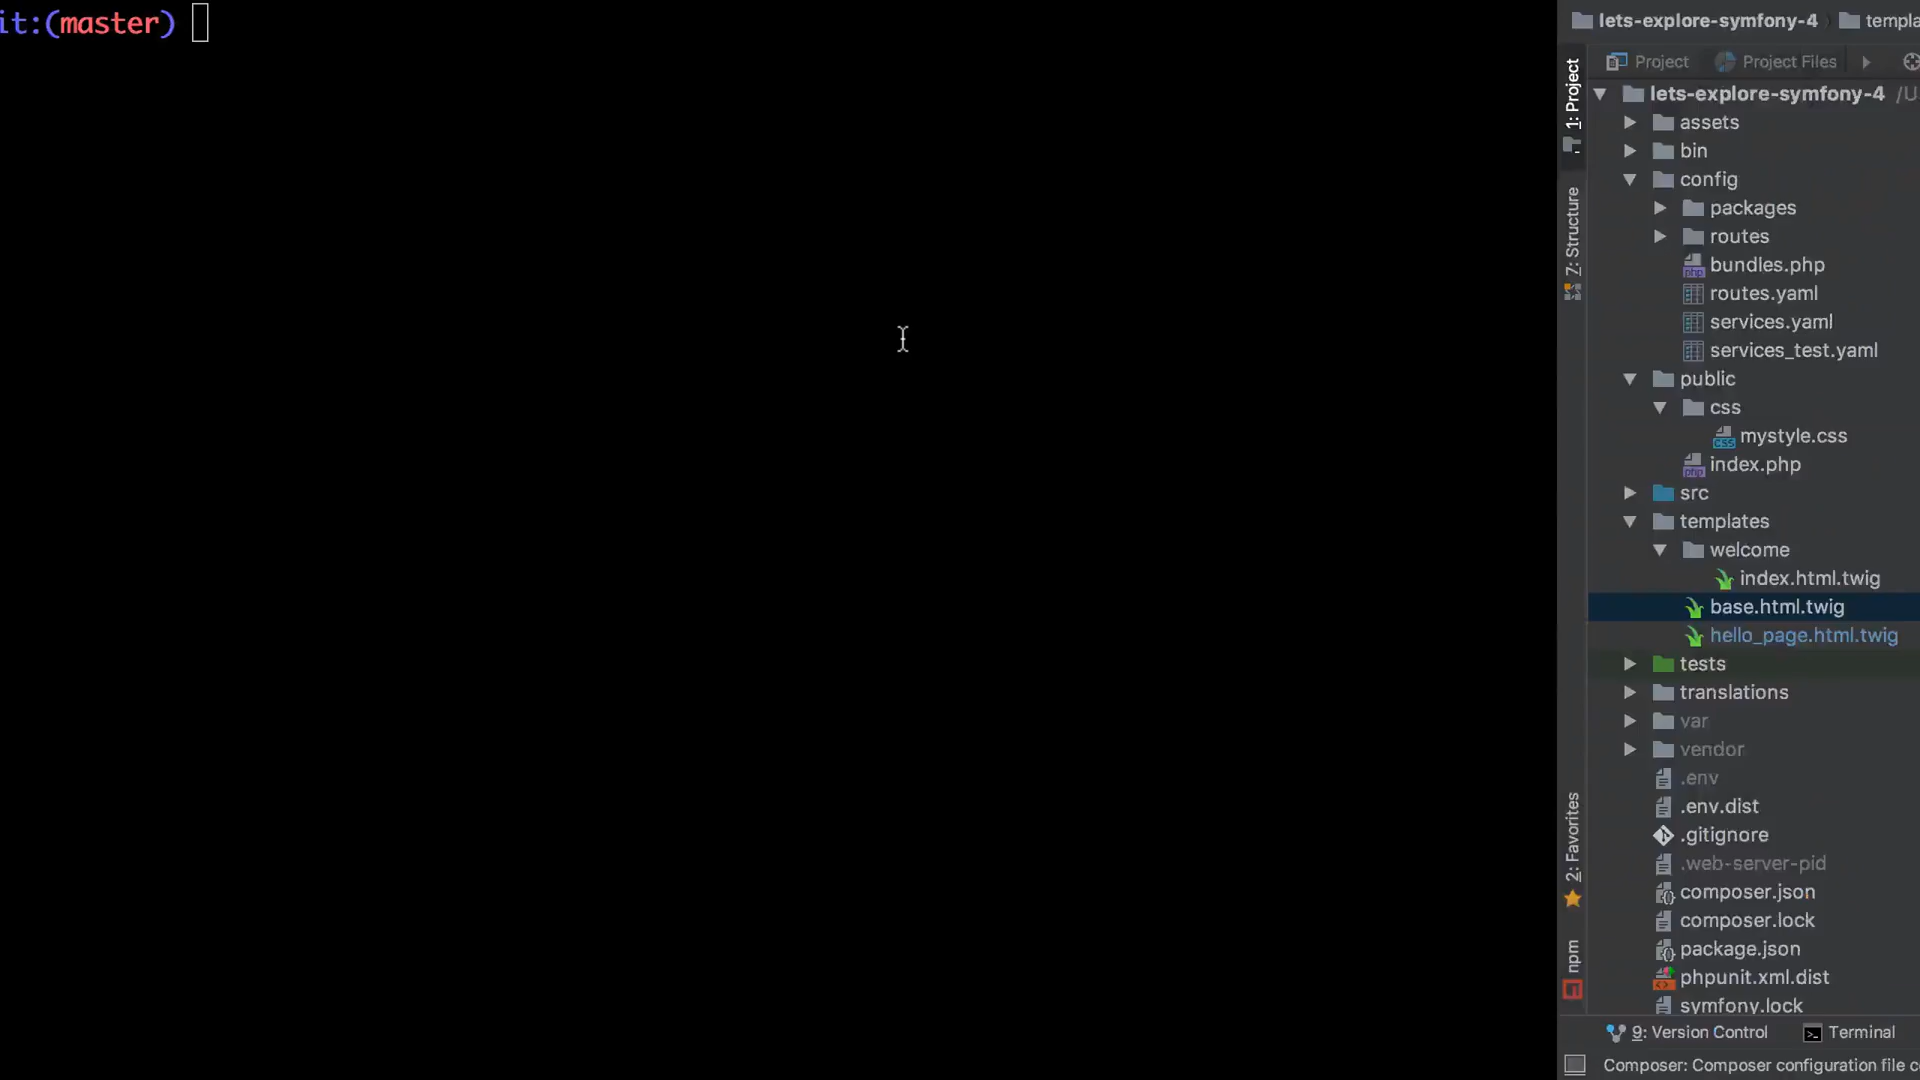 it:(master)
lets-explore-symfony-4
Project Project Files
1: Project
lets-explore-symfony-4 /U
assets
bin
config
packages
7: Structure
routes
bundles.php
routes.yaml
services.yaml
services_test.yaml
public
css
mystyle.css
index.php
src
templates
welcome
index.html.twig
base.html.twig
hello_page.html.twig
tests
translations
var
vendor
.env
.env.dist
2: Favorites
.gitignore
.web-server-pid
composer.json
composer.lock
npm
package.json
phpunit.xml.dist
symfony.lock
9: Version Control Terminal
Composer: Composer configuration file